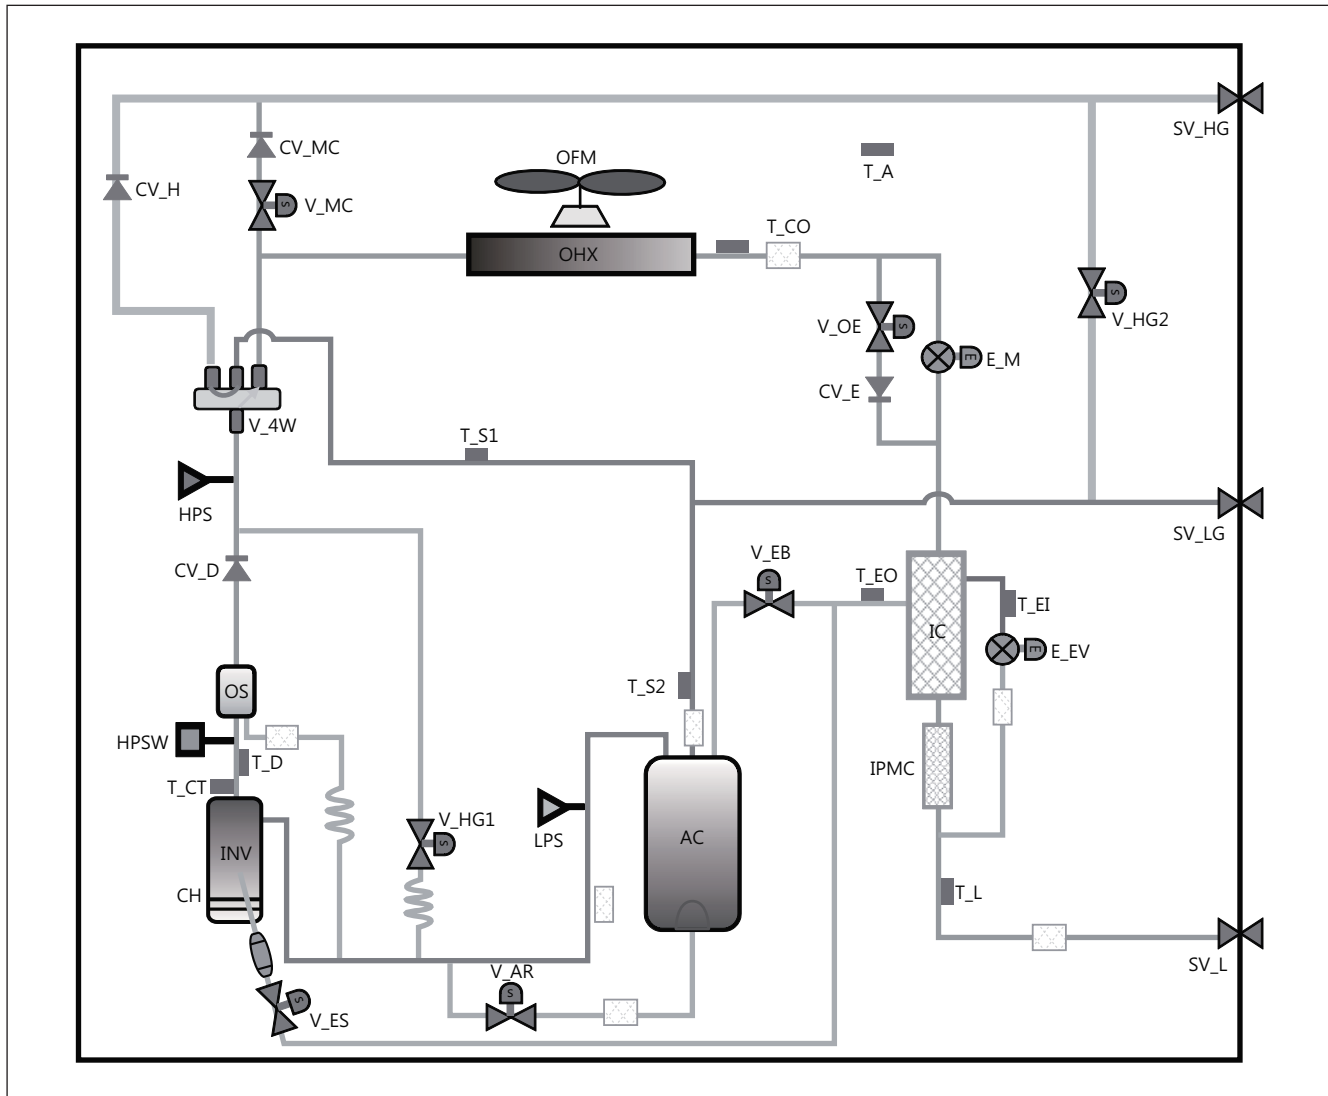 SV_HG
CV_MC
OFM
T_A
CV_H
V_MC
T_CO
OHX
S
S
V_OE
S
V_HG2
E
E_M
CV_E
V_4W
T_S1
HPS
SV_LG
V_EB
CV_D
S
T_EO
T_EI
IC
E
E_EV
OS
T_S2
HPSW
T_D
IPMC
T_CT
V_HG1
S
LPS
AC
INV
CH
T_L
SV_L
V_AR
S
S
V_ES